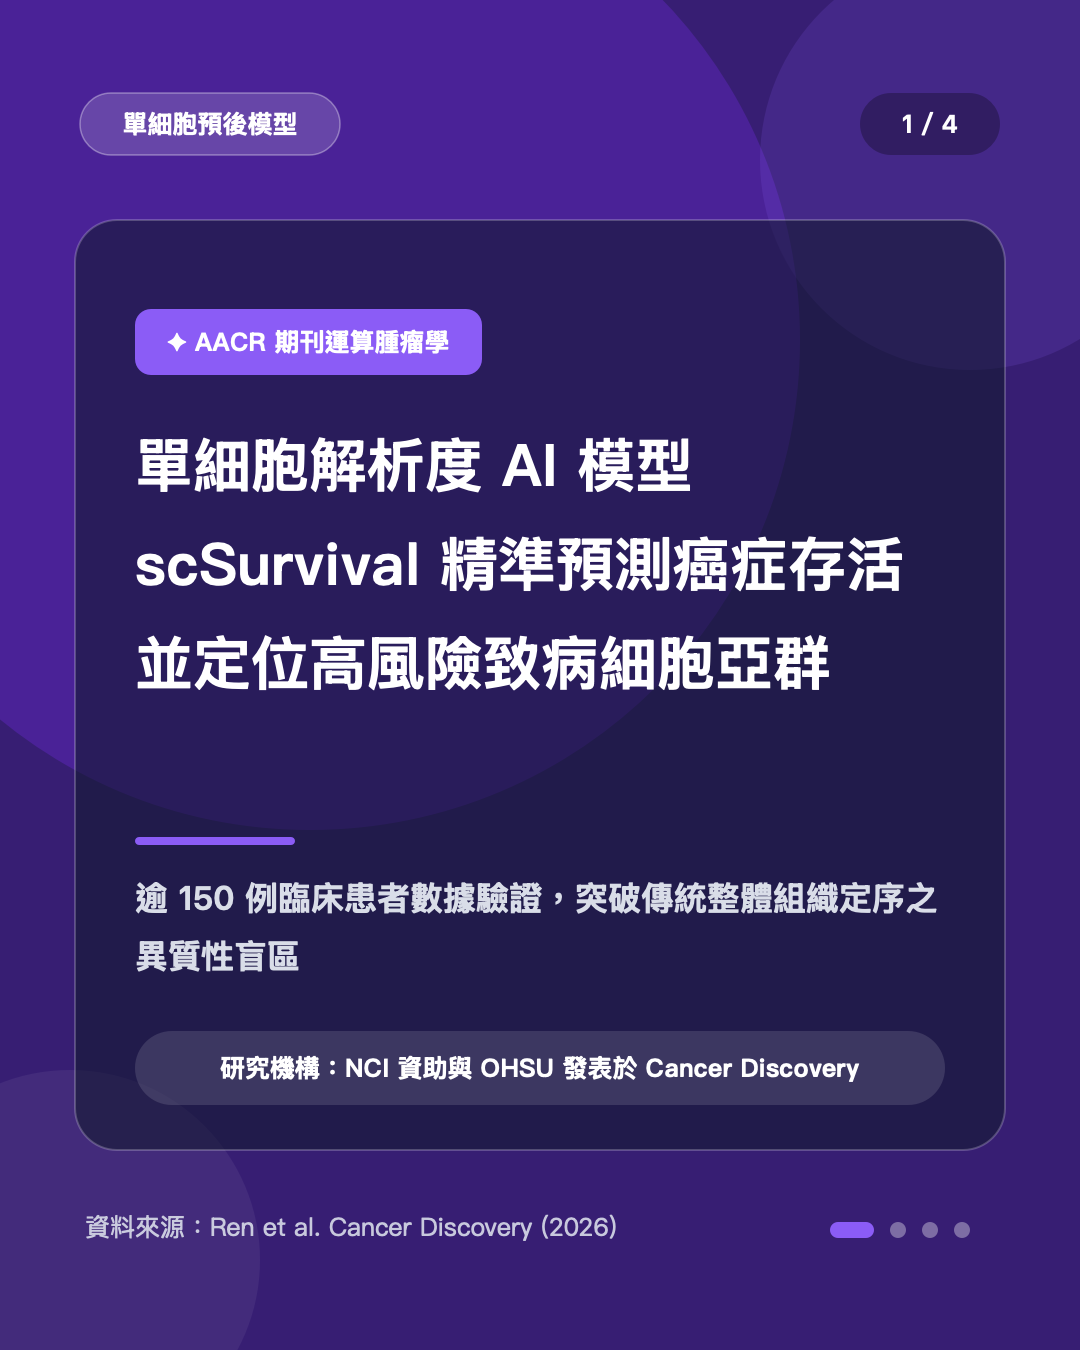 單細胞預後模型
1 / 4
✦ AACR 期刊運算腫瘤學
單細胞解析度 AI 模型
scSurvival 精準預測癌症存活
並定位高風險致病細胞亞群
逾 150 例臨床患者數據驗證，突破傳統整體組織定序之
異質性盲區
研究機構：NCI 資助與 OHSU 發表於 Cancer Discovery
資料來源：Ren et al. Cancer Discovery (2026)